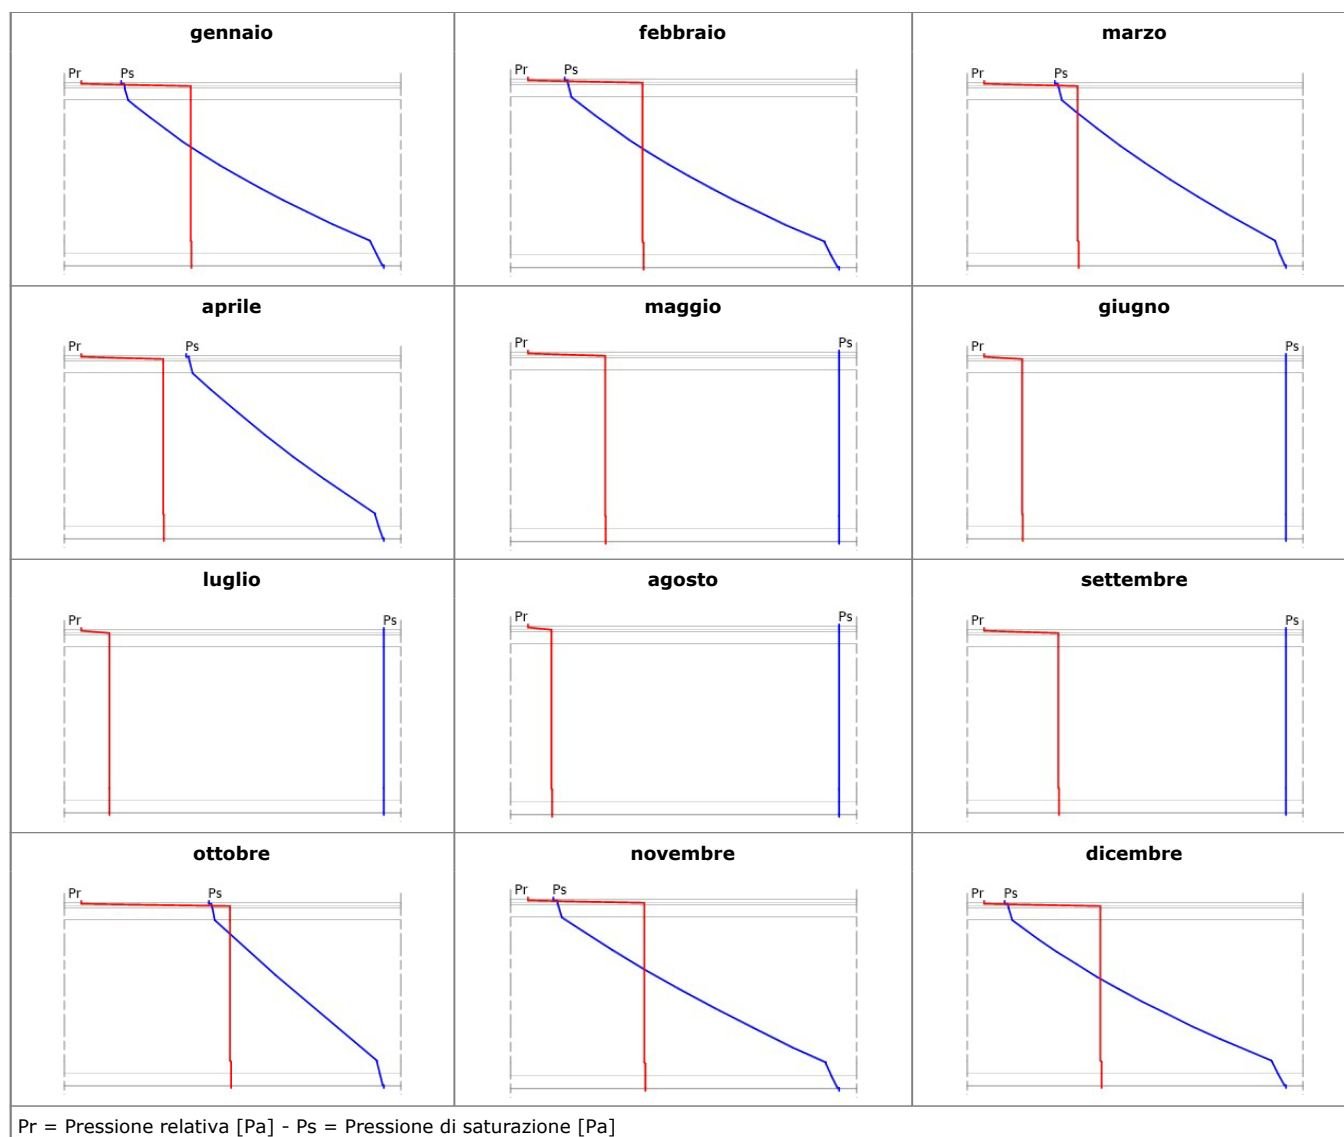 gennaio febbraio marzo
Pr Ps Pr Ps Pr Ps
aprile maggio giugno
Pr Ps Pr Ps Pr Ps
luglio agosto settembre
Pr Ps Pr Ps Pr Ps
ottobre novembre dicembre
Pr Ps Pr Ps Pr Ps
Pr = Pressione relativa [Pa] - Ps = Pressione di saturazione [Pa]